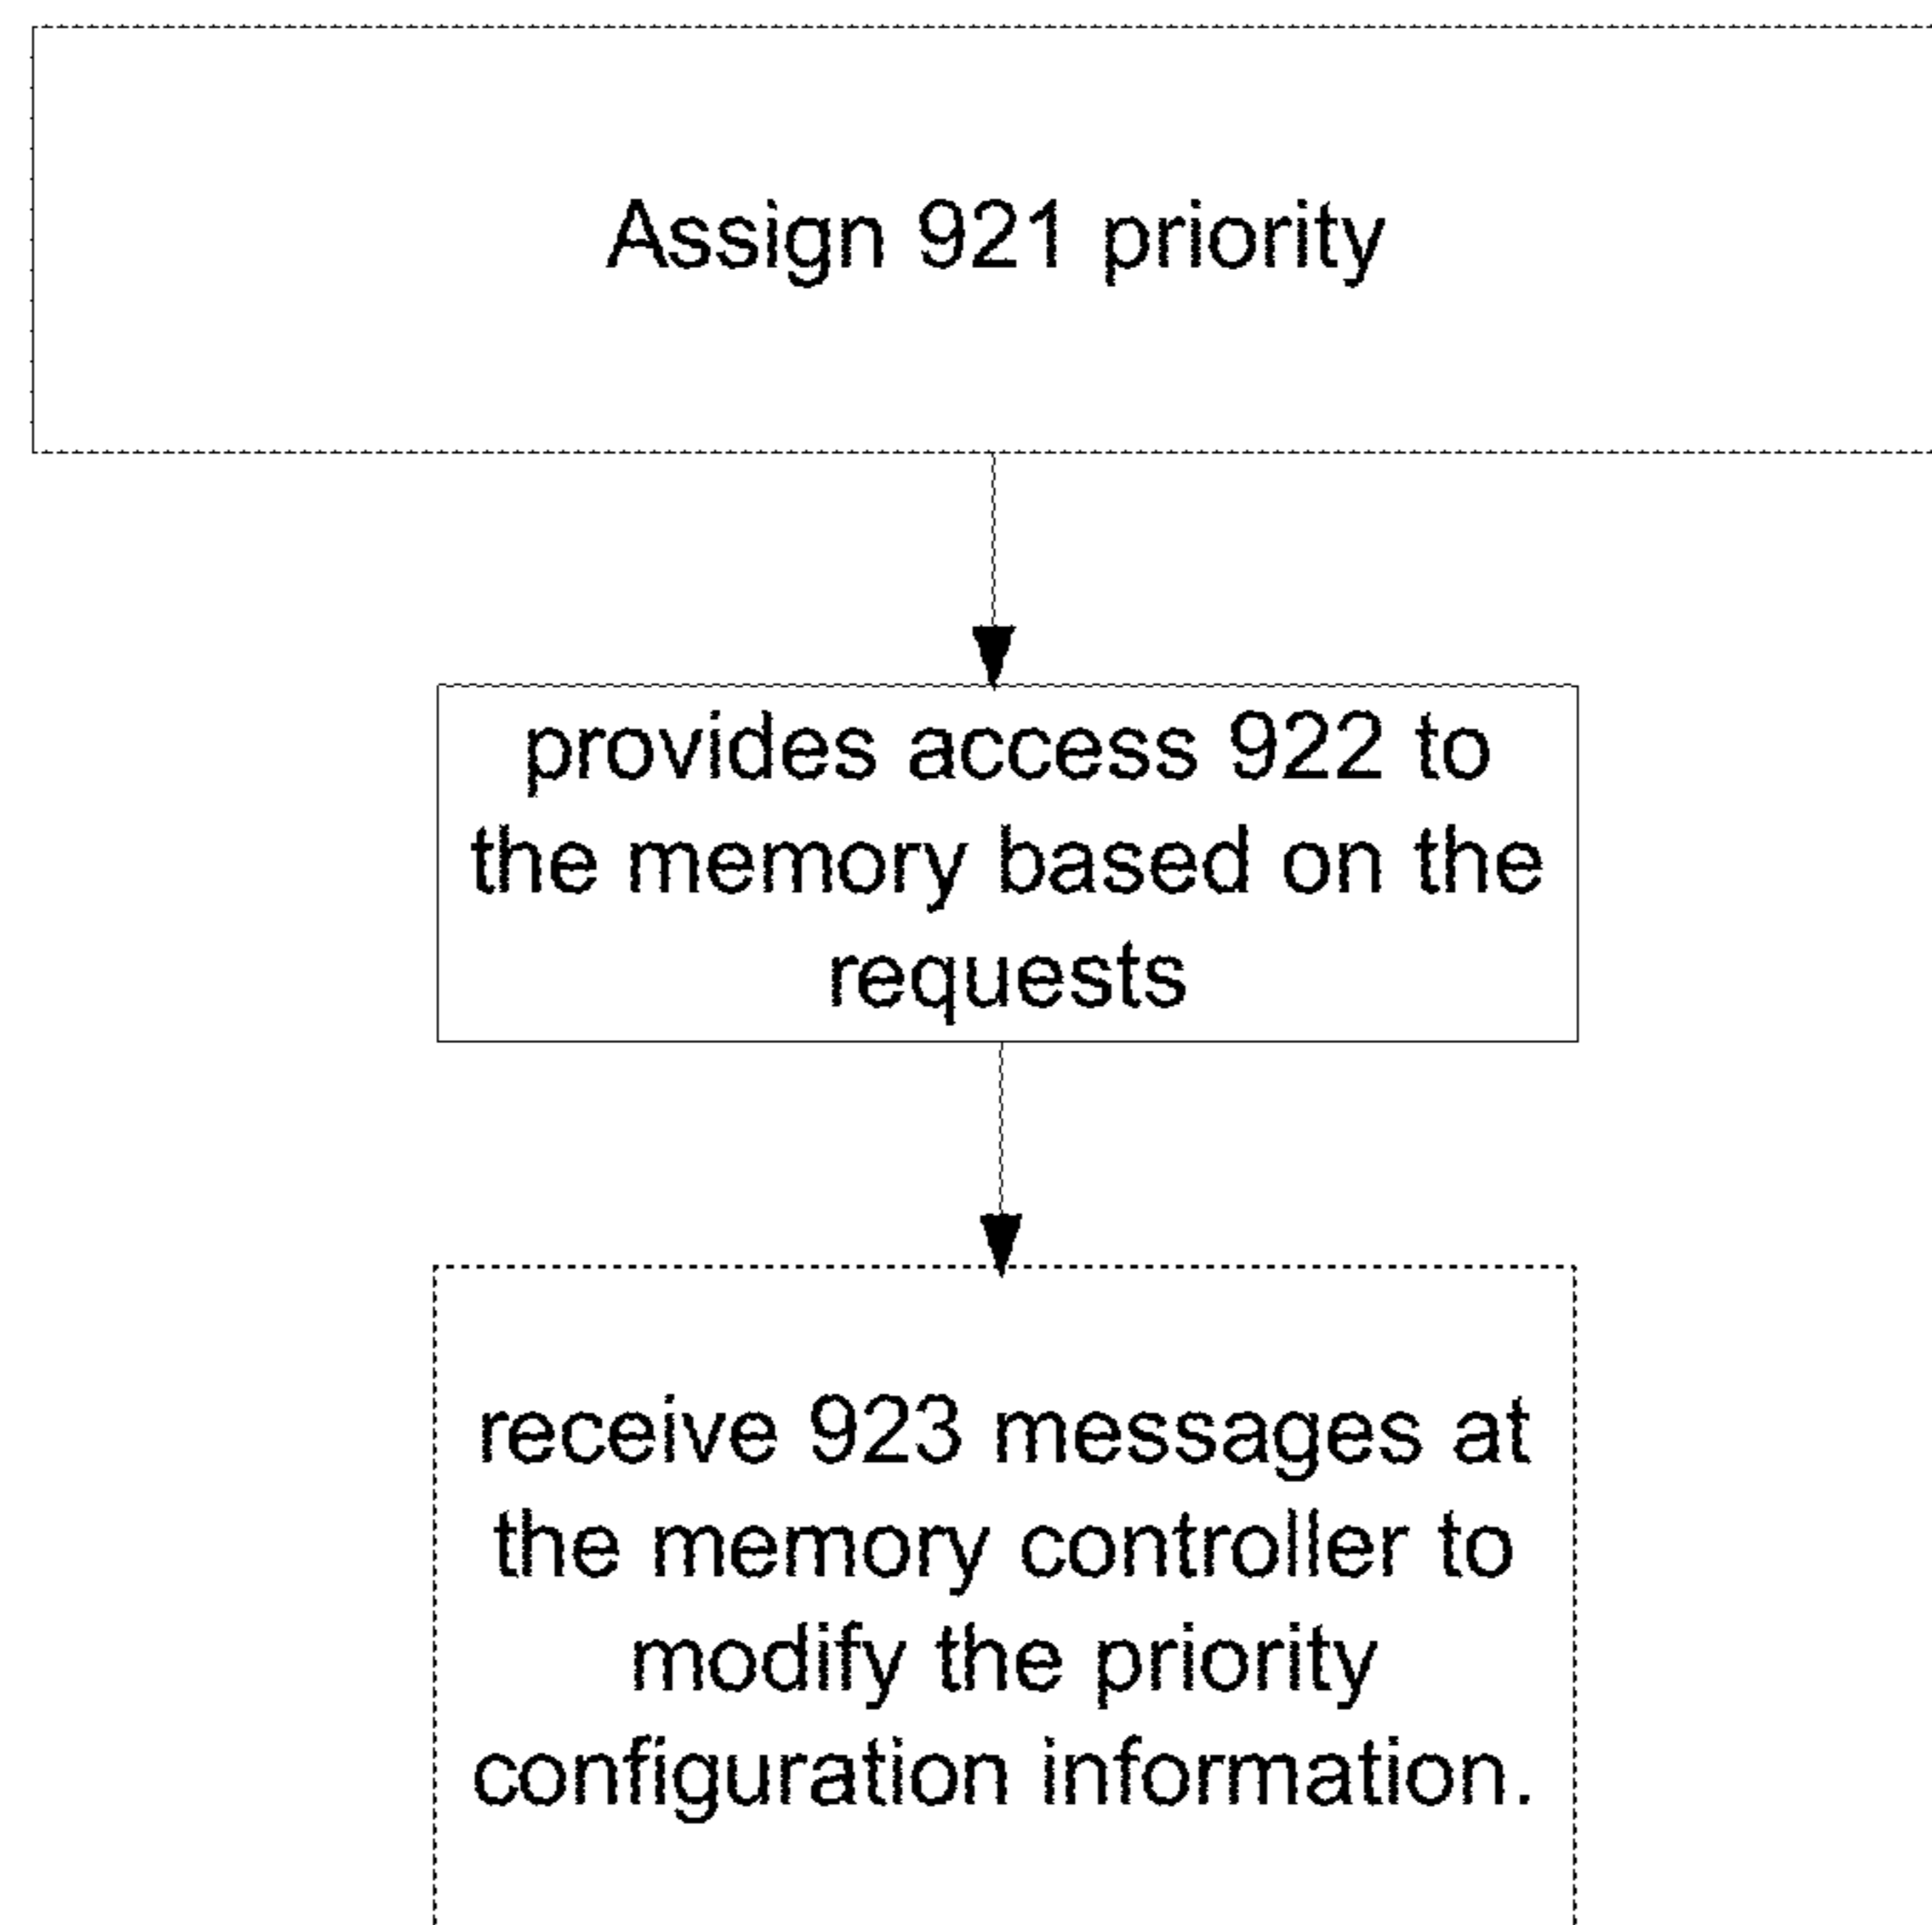 Assign 921 priority
provides access 922 to
the memory based on the
requests
receive 923 messages at
the memory controller to
modify the priority
configuration information.